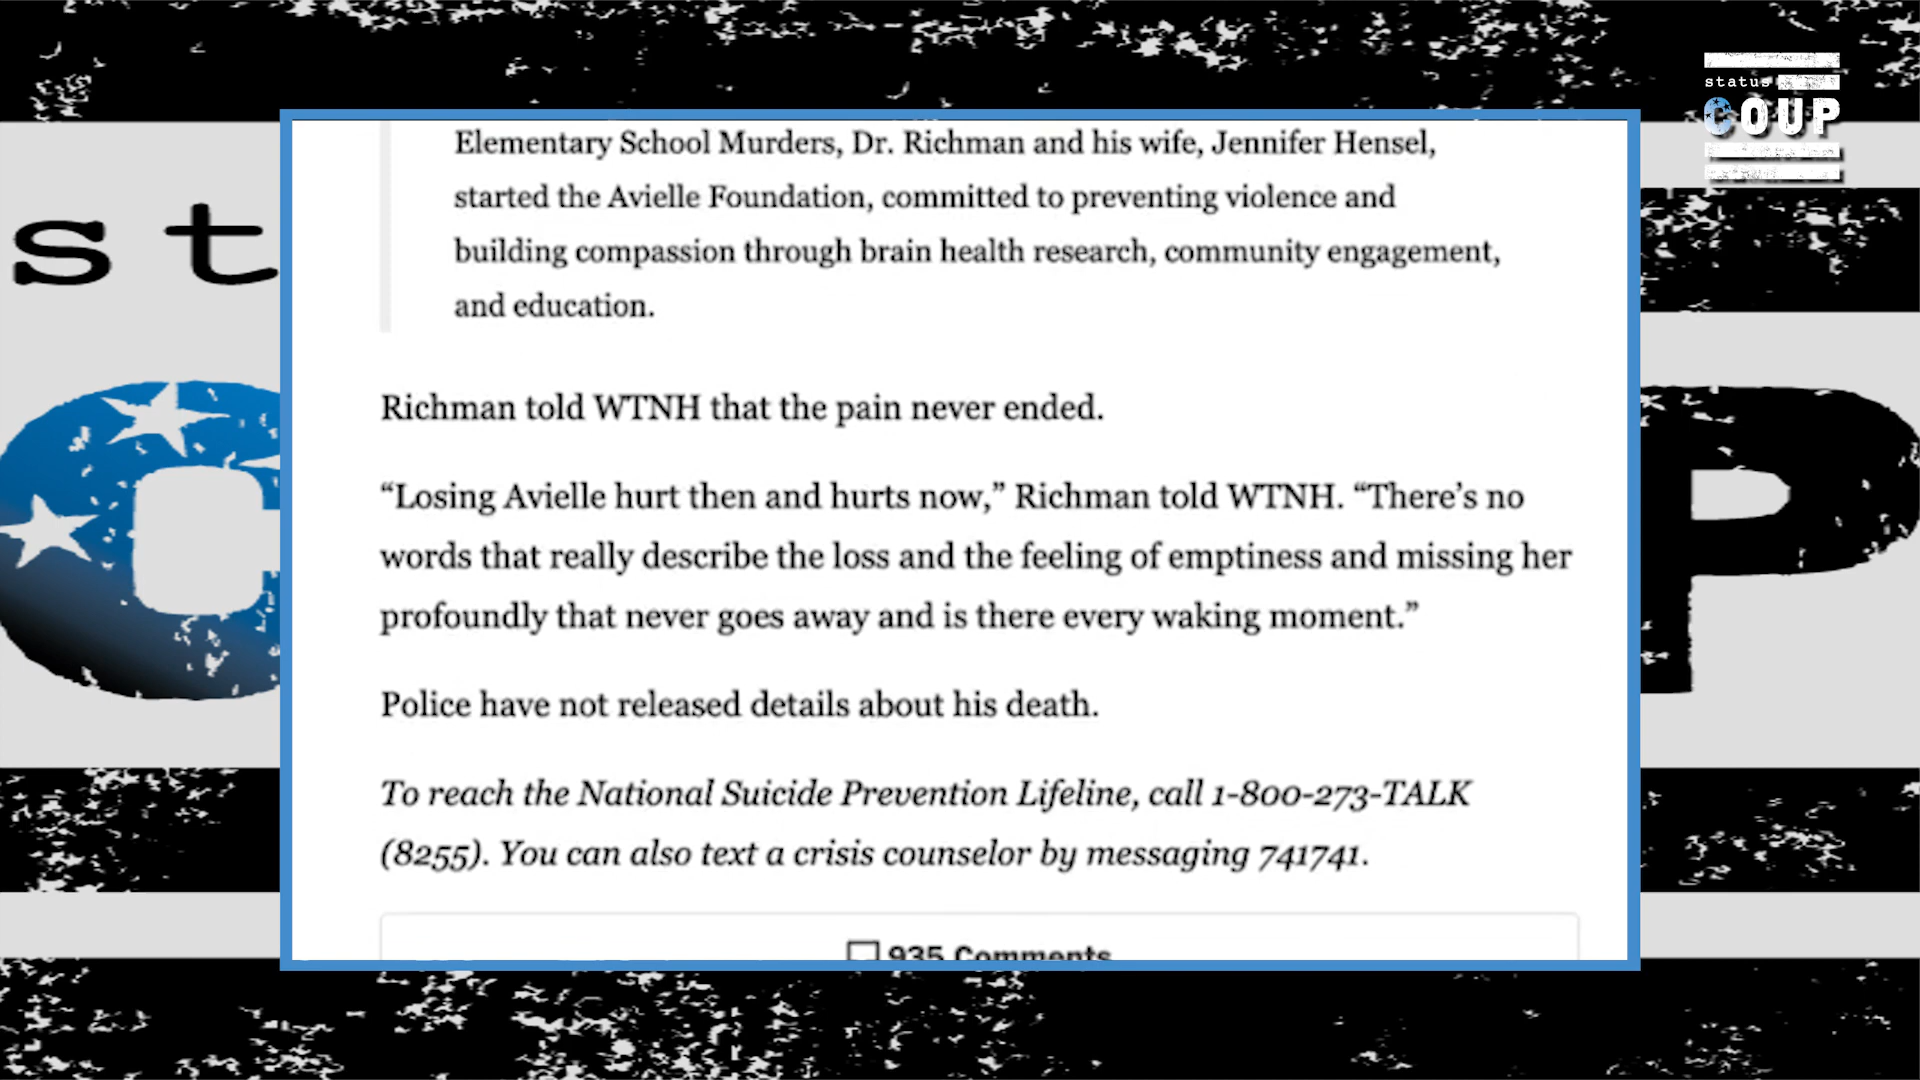 status
COUP
st
C
P
Elementary School Murders, Dr. Richman and his wife, Jennifer Hensel,
started the Avielle Foundation, committed to preventing violence and
building compassion through brain health research, community engagement,
and education.
Richman told WTNH that the pain never ended.
“Losing Avielle hurt then and hurts now,” Richman told WTNH. “There’s no
words that really describe the loss and the feeling of emptiness and missing her
profoundly that never goes away and is there every waking moment.”
Police have not released details about his death.
To reach the National Suicide Prevention Lifeline, call 1-800-273-TALK
(8255). You can also text a crisis counselor by messaging 741741.
935 Comments